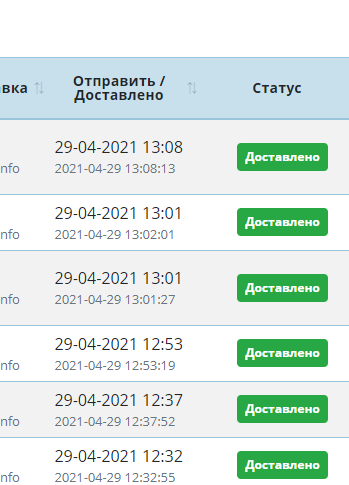 вка
Отправить /
Доставлено
Статус
29-04-2021 13:08
nfo
2021-04-29 13:08:13
Доставлено
29-04-2021 13:01
nfo
2021-04-29 13:02:01
Доставлено
29-04-2021 13:01
nfo
2021-04-29 13:01:27
Доставлено
29-04-2021 12:53
nfo
2021-04-29 12:53:19
Доставлено
29-04-2021 12:37
nfo
2021-04-29 12:37:52
Доставлено
29-04-2021 12:32
nfo
2021-04-29 12:32:55
Доставлено